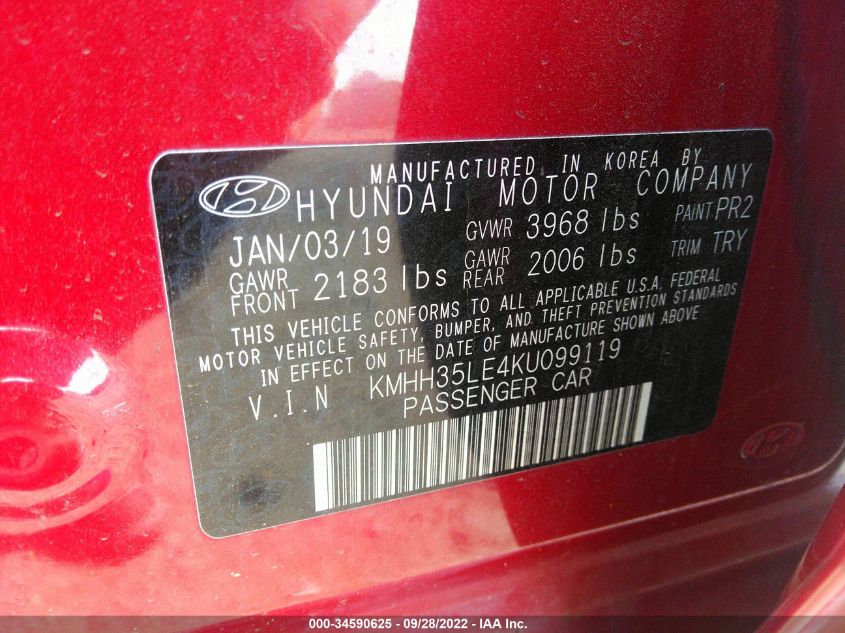 MANUFACTURED IN KOREA BY
HYUNDAI MOTOR COMPANY
JAN/03/19 GVWR 3968 lbs PAINT PR2
GAWR FRONT 2183 lbs GAWR REAR 2006 lbs TRIM TRY
THIS VEHICLE CONFORMS TO ALL APPLICABLE U.S.A. FEDERAL
MOTOR VEHICLE SAFETY, BUMPER, AND THEFT PREVENTION STANDARDS
IN EFFECT ON THE DATE OF MANUFACTURE SHOWN ABOVE
V.I.N KMHH35LE4KU099119
PASSENGER CAR
000-34590625 - 09/28/2022 - IAA Inc.